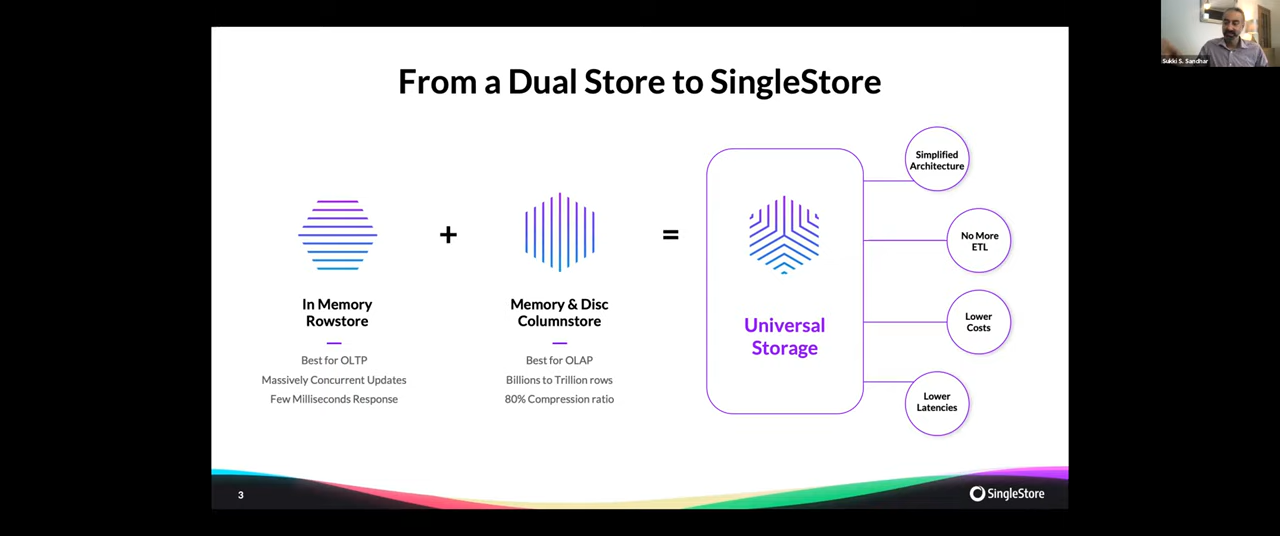 Sukki S. Sandhar
From a Dual Store to SingleStore
+
=
In Memory
Rowstore
Best for OLTP
Massively Concurrent Updates
Few Milliseconds Response
Memory & Disc
Columnstore
Best for OLAP
Billions to Trillion rows
80% Compression ratio
Universal
Storage
Simplified
Architecture
No More
ETL
Lower
Costs
Lower
Latencies
3
SingleStore